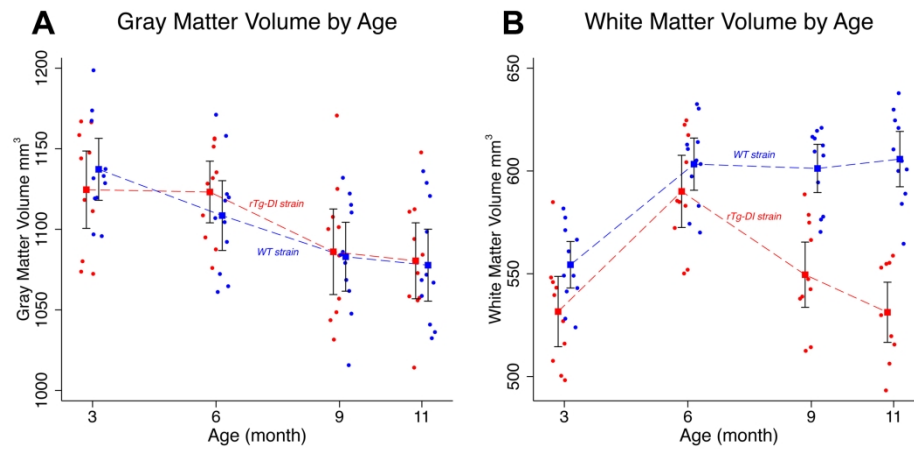 A
Gray Matter Volume by Age
Gray Matter Volume mm³
1200
1150
1100
1050
1000
rTg-DI strain
WT strain
3 6 9 11
Age (month)
B
White Matter Volume by Age
White Matter Volume mm³
650
600
550
500
WT strain
rTg-DI strain
3 6 9 11
Age (month)